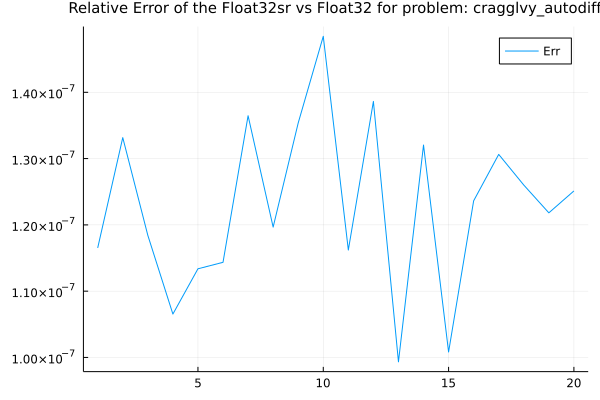 Relative Error of the Float32sr vs Float32 for problem: cragglvy_autodiff
Err
1.40×10⁻⁷
1.30×10⁻⁷
1.20×10⁻⁷
1.10×10⁻⁷
1.00×10⁻⁷
5 10 15 20